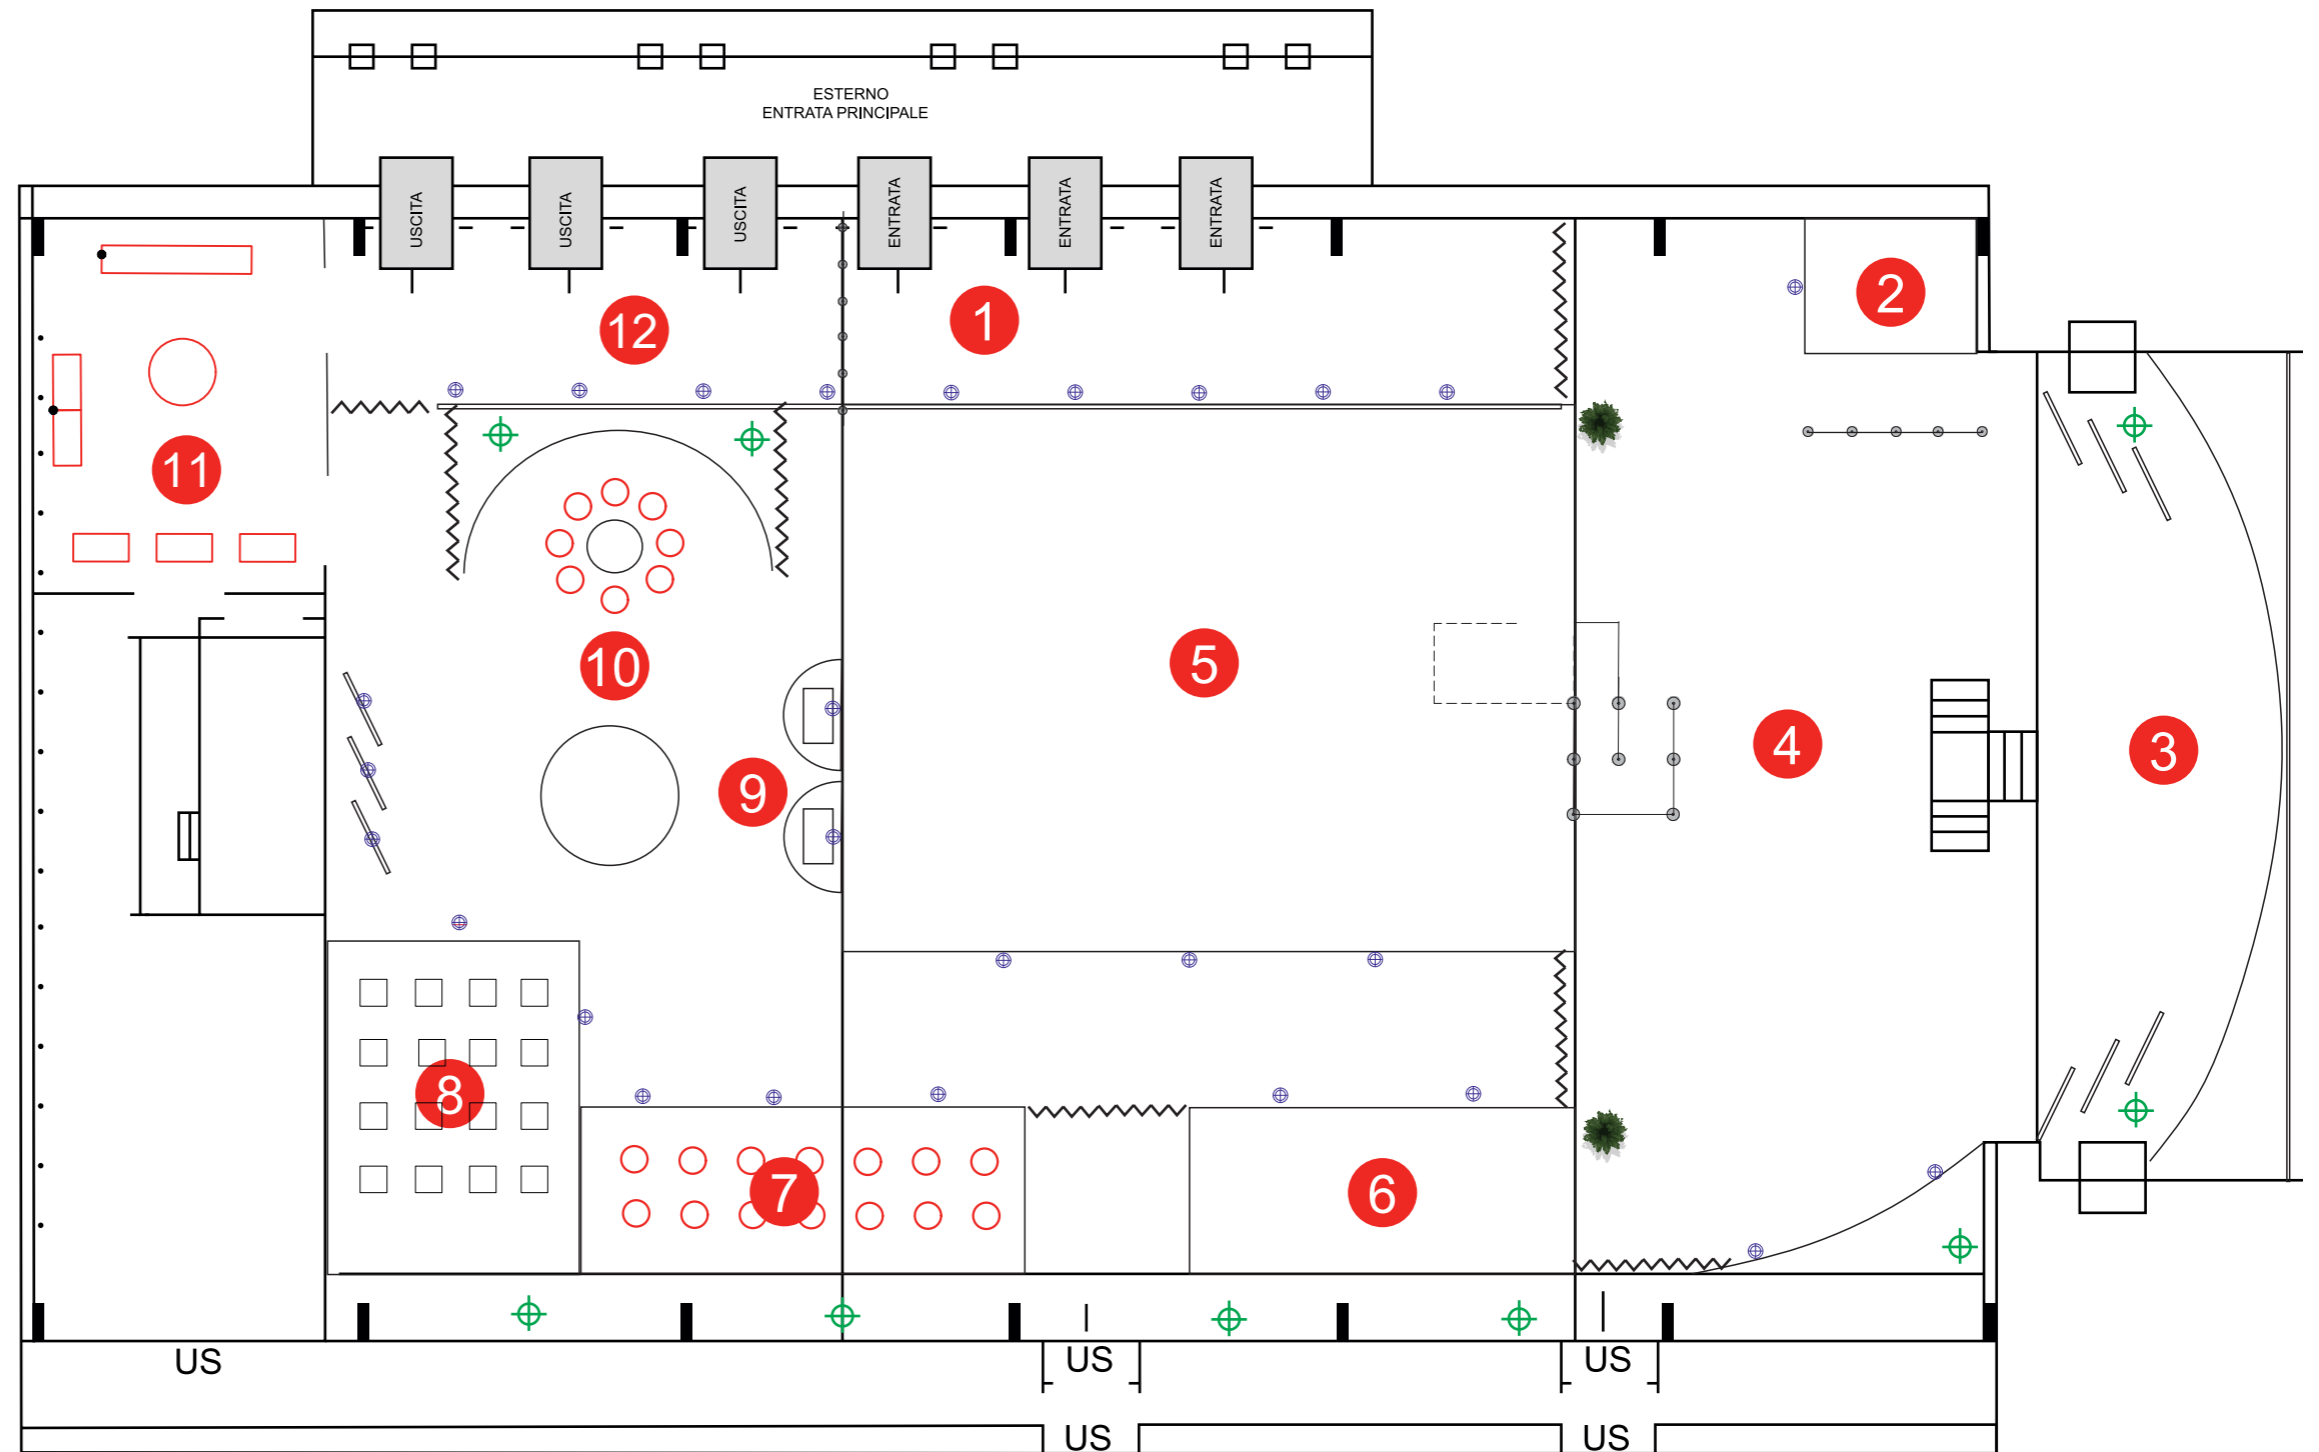 ESTERNO
ENTRATA PRINCIPALE
USCITA
USCITA
USCITA
ENTRATA
ENTRATA
ENTRATA
12
1
2
11
10
5
4
3
9
8
7
6
US
US
US
US
US